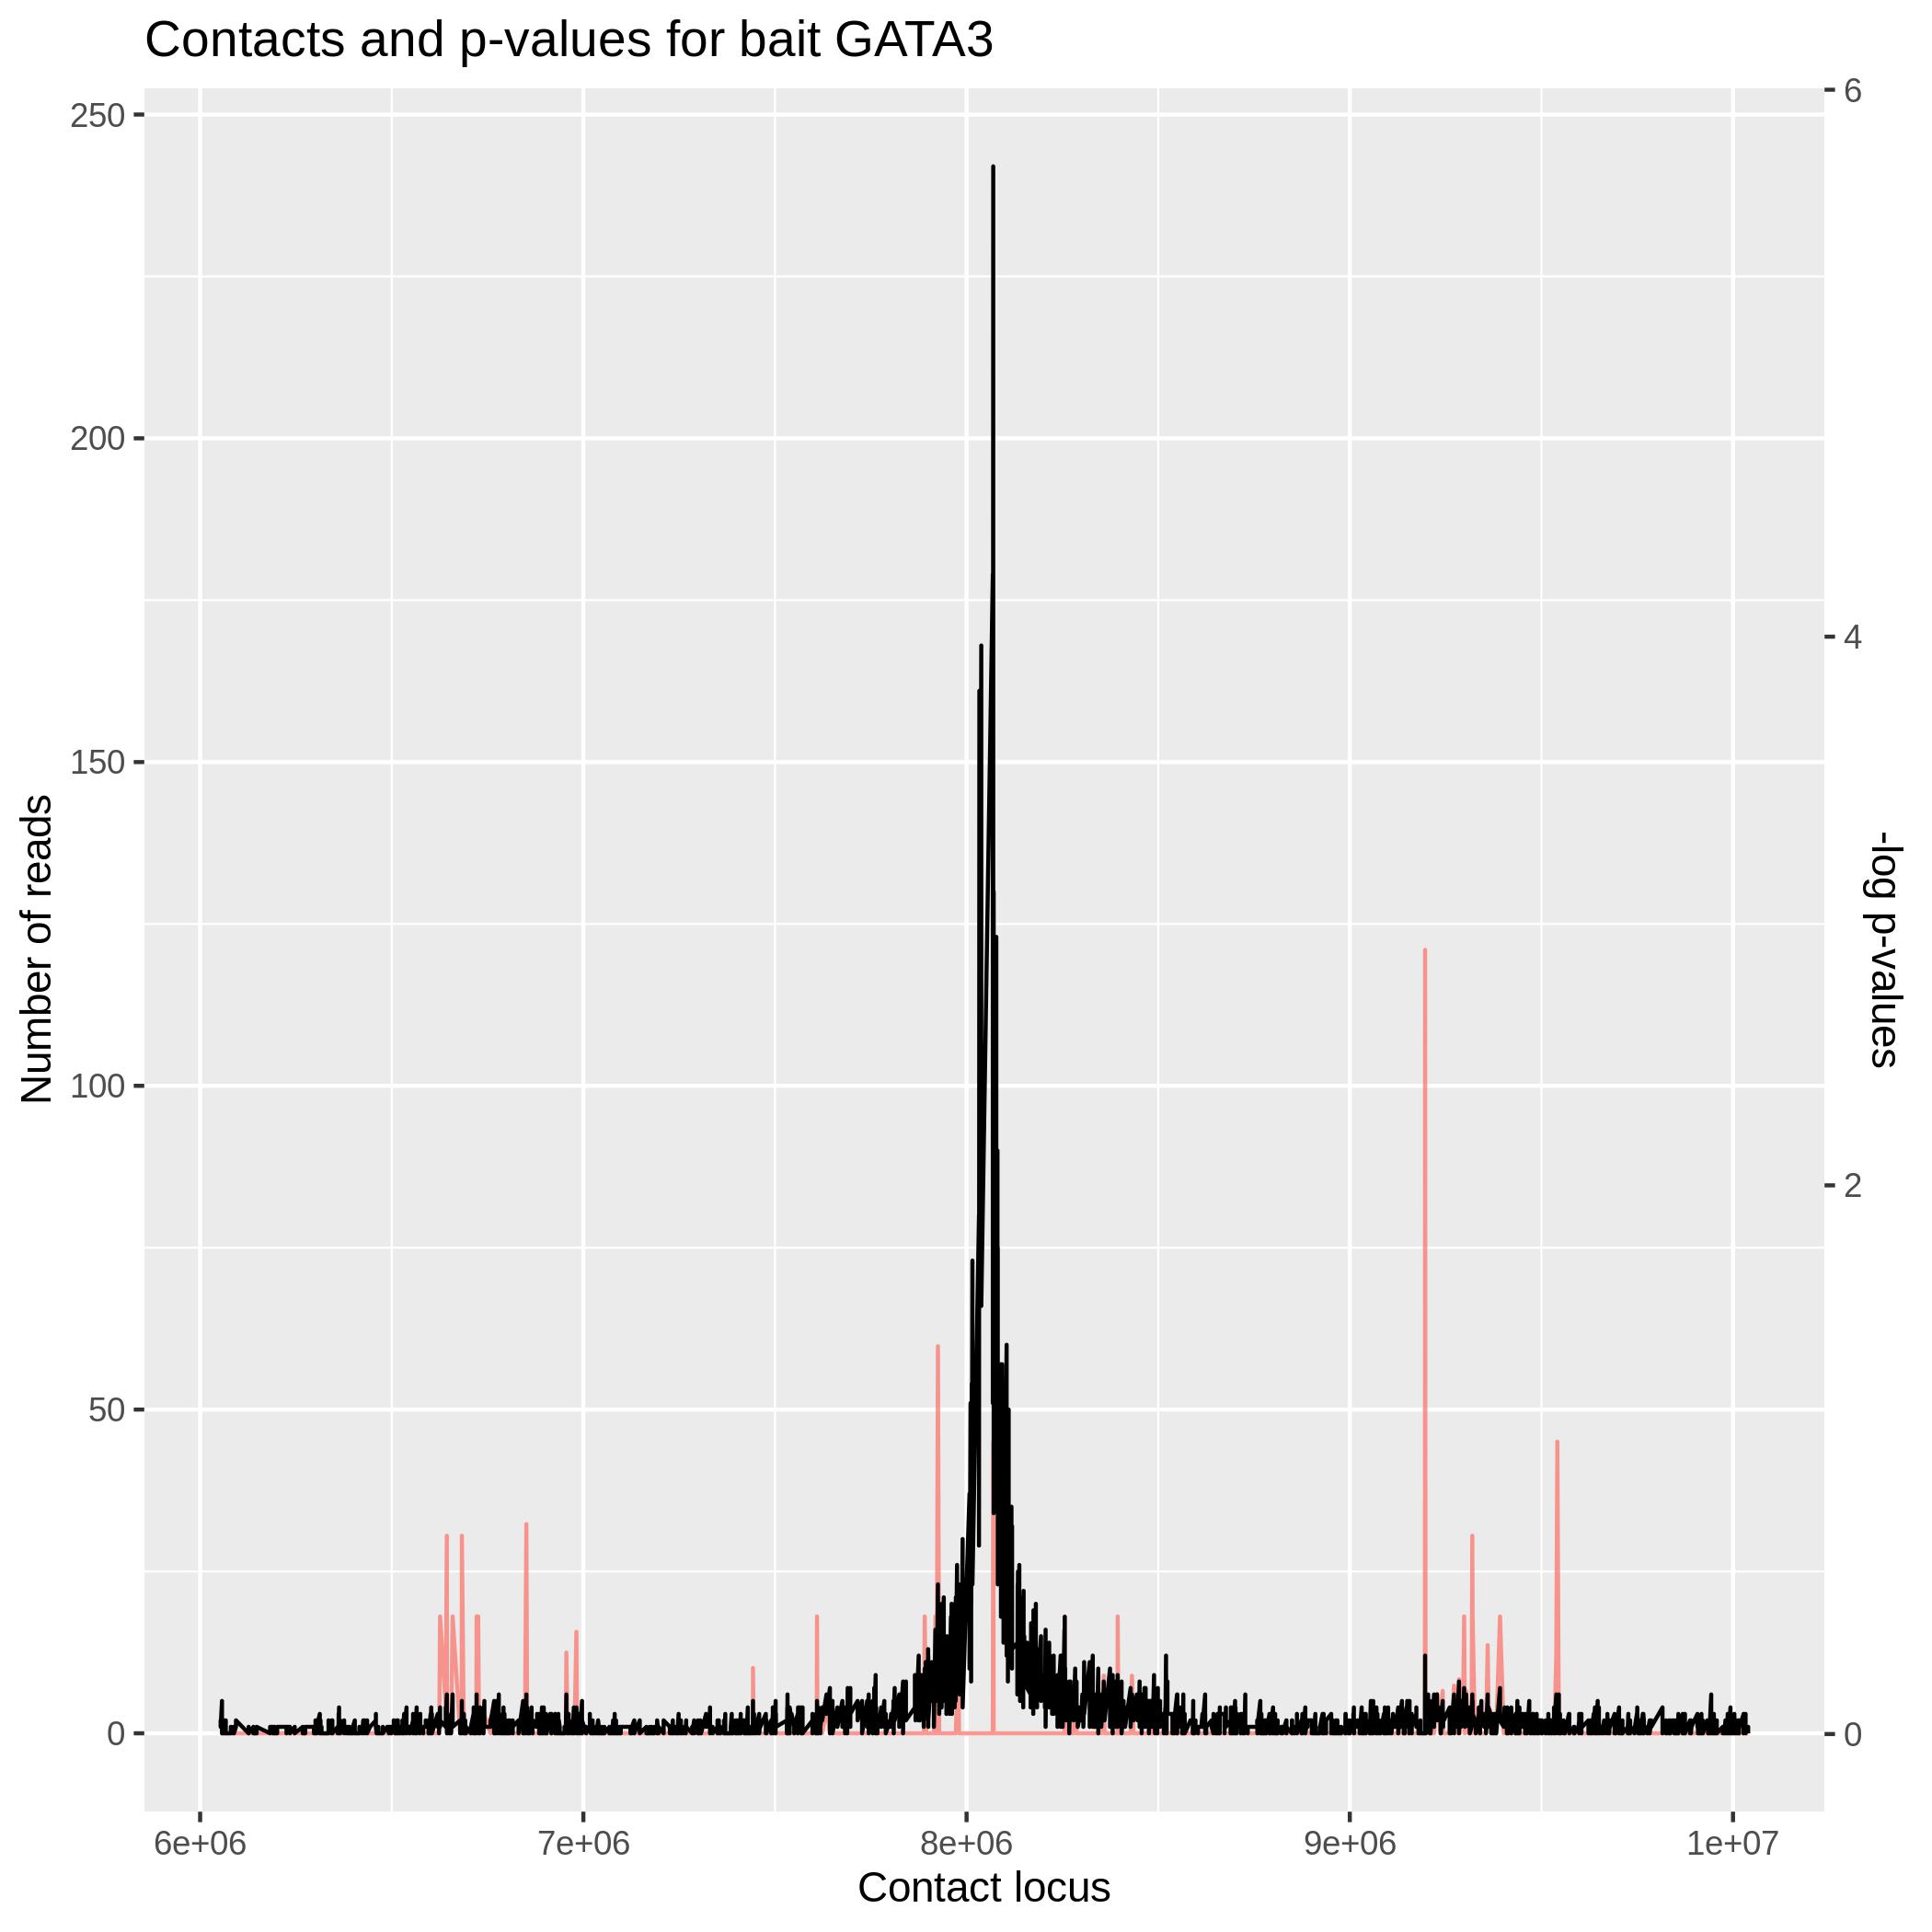 Contacts and p-values for bait GATA3
250
200
150
100
50
0
6
4
2
0
Number of reads
-log p-values
6e+06
7e+06
8e+06
9e+06
1e+07
Contact locus